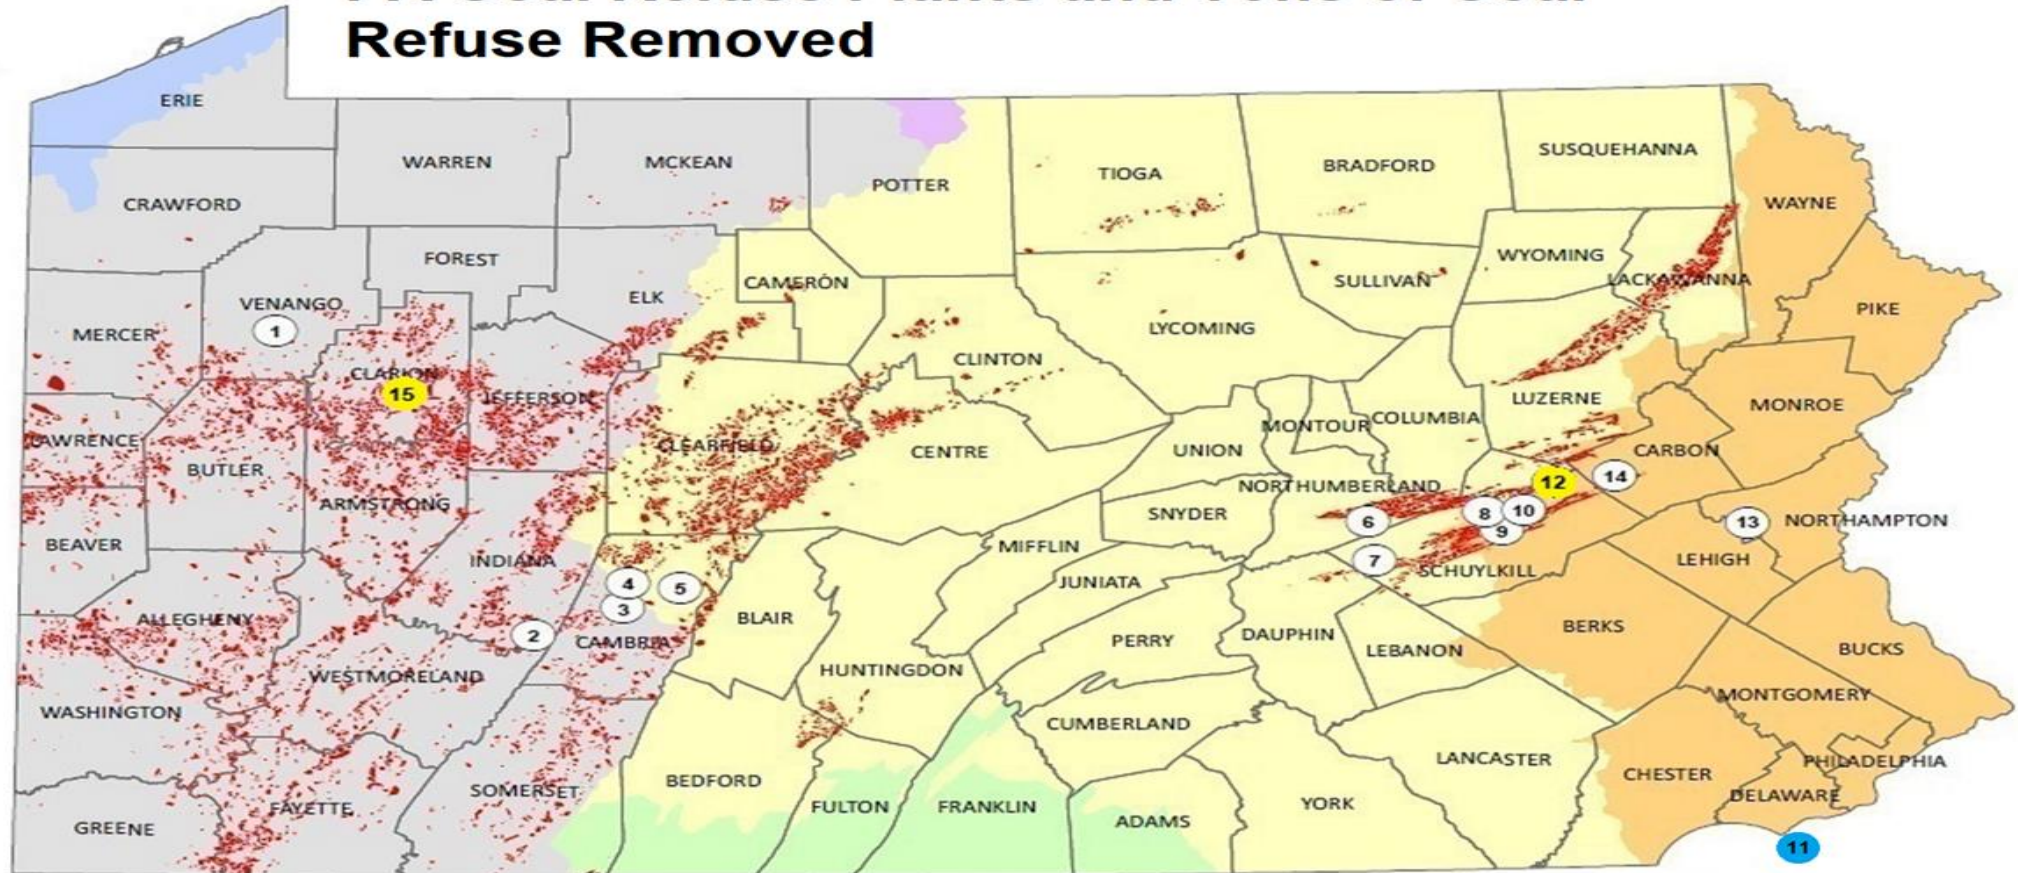 Refuse Removed
ERIE
WARREN
MCKEAN
POTTER
TIOGA
BRADFORD
SUSQUEHANNA
WAYNE
CRAWFORD
FOREST
CAMERON
WYOMING
SULLIVAN
LACKAWANNA
PIKE
VENANGO
1
ELK
MERCER
LYCOMING
CLINTON
CLARION
15
JEFFERSON
LUZERNE
MONROE
LAWRENCE
BUTLER
CLEARFIELD
CENTRE
UNION
MONTOUR
COLUMBIA
CARBON
ARMSTRONG
SNYDER
NORTHUMBERLAND
12
14
6
8
10
9
13
NORTHAMPTON
BEAVER
INDIANA
MIFFLIN
7
SCHUYLKILL
LEHIGH
4
5
3
JUNIATA
ALLEGHENY
2
CAMBRIA
BLAIR
PERRY
DAUPHIN
LEBANON
BERKS
BUCKS
WESTMORELAND
HUNTINGDON
WASHINGTON
CUMBERLAND
MONTGOMERY
LANCASTER
PHILADELPHIA
CHESTER
DELAWARE
SOMERSET
BEDFORD
FULTON
FRANKLIN
ADAMS
YORK
FAYETTE
GREENE
11